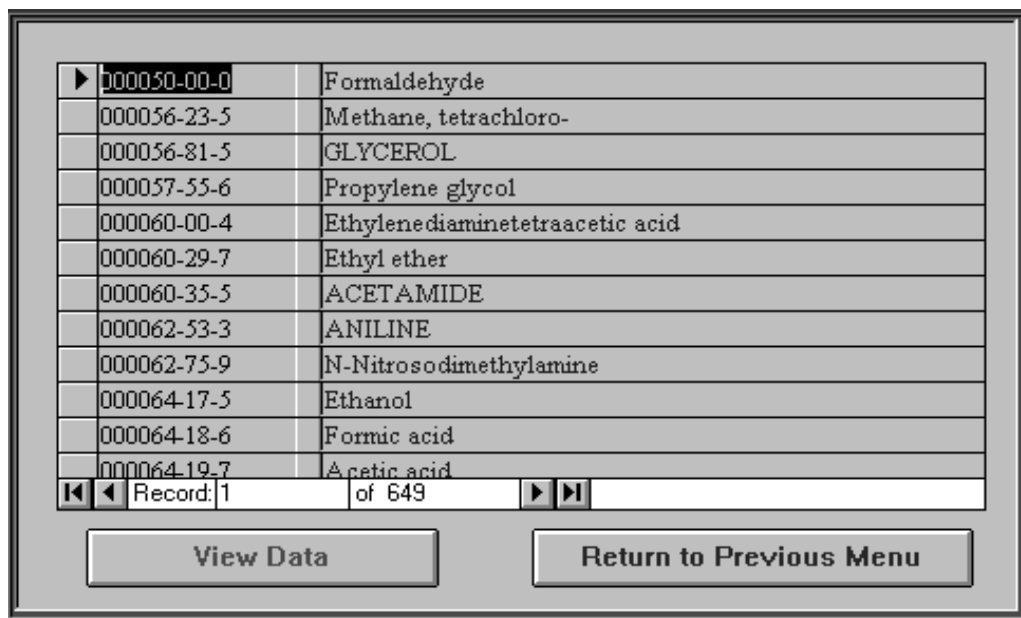 000050-00-0 Formaldehyde
000056-23-5 Methane, tetrachloro-
000056-81-5 GLYCEROL
000057-55-6 Propylene glycol
000060-00-4 Ethylenediaminetetraacetic acid
000060-29-7 Ethyl ether
000060-35-5 ACETAMIDE
000062-53-3 ANILINE
000062-75-9 N-Nitrosodimethylamine
000064-17-5 Ethanol
000064-18-6 Formic acid
000064-19-7 Acetic acid
Record: 1 of 649
View Data Return to Previous Menu